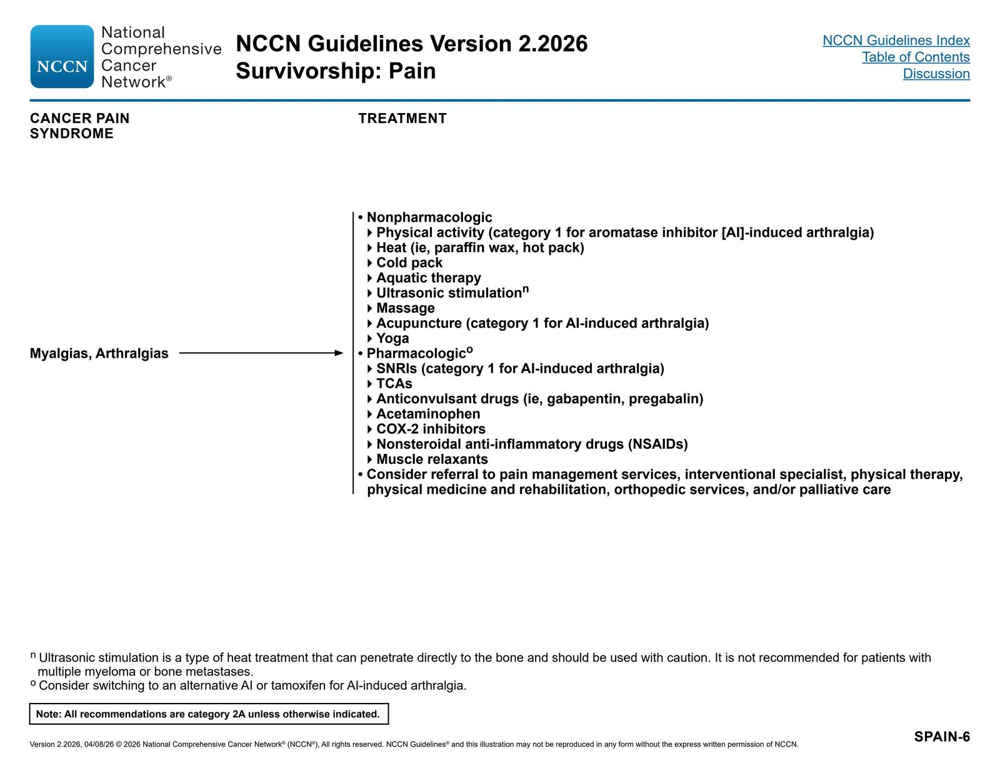 NCCN
National
Comprehensive
Cancer
Network®
NCCN Guidelines Version 2.2026
Survivorship: Pain
NCCN Guidelines Index
Table of Contents
Discussion
CANCER PAIN
SYNDROME
TREATMENT
Myalgias, Arthralgias
• Nonpharmacologic
‣ Physical activity (category 1 for aromatase inhibitor [AI]-induced arthralgia)
‣ Heat (ie, paraffin wax, hot pack)
‣ Cold pack
‣ Aquatic therapy
‣ Ultrasonic stimulationⁿ
‣ Massage
‣ Acupuncture (category 1 for AI-induced arthralgia)
‣ Yoga
• Pharmacologicᵒ
‣ SNRIs (category 1 for AI-induced arthralgia)
‣ TCAs
‣ Anticonvulsant drugs (ie, gabapentin, pregabalin)
‣ Acetaminophen
‣ COX-2 inhibitors
‣ Nonsteroidal anti-inflammatory drugs (NSAIDs)
‣ Muscle relaxants
• Consider referral to pain management services, interventional specialist, physical therapy,
physical medicine and rehabilitation, orthopedic services, and/or palliative care
ⁿ Ultrasonic stimulation is a type of heat treatment that can penetrate directly to the bone and should be used with caution. It is not recommended for patients with
multiple myeloma or bone metastases.
ᵒ Consider switching to an alternative AI or tamoxifen for AI-induced arthralgia.
Note: All recommendations are category 2A unless otherwise indicated.
SPAIN-6
Version 2.2026, 04/08/26 © 2026 National Comprehensive Cancer Network® (NCCN®), All rights reserved. NCCN Guidelines® and this illustration may not be reproduced in any form without the express written permission of NCCN.